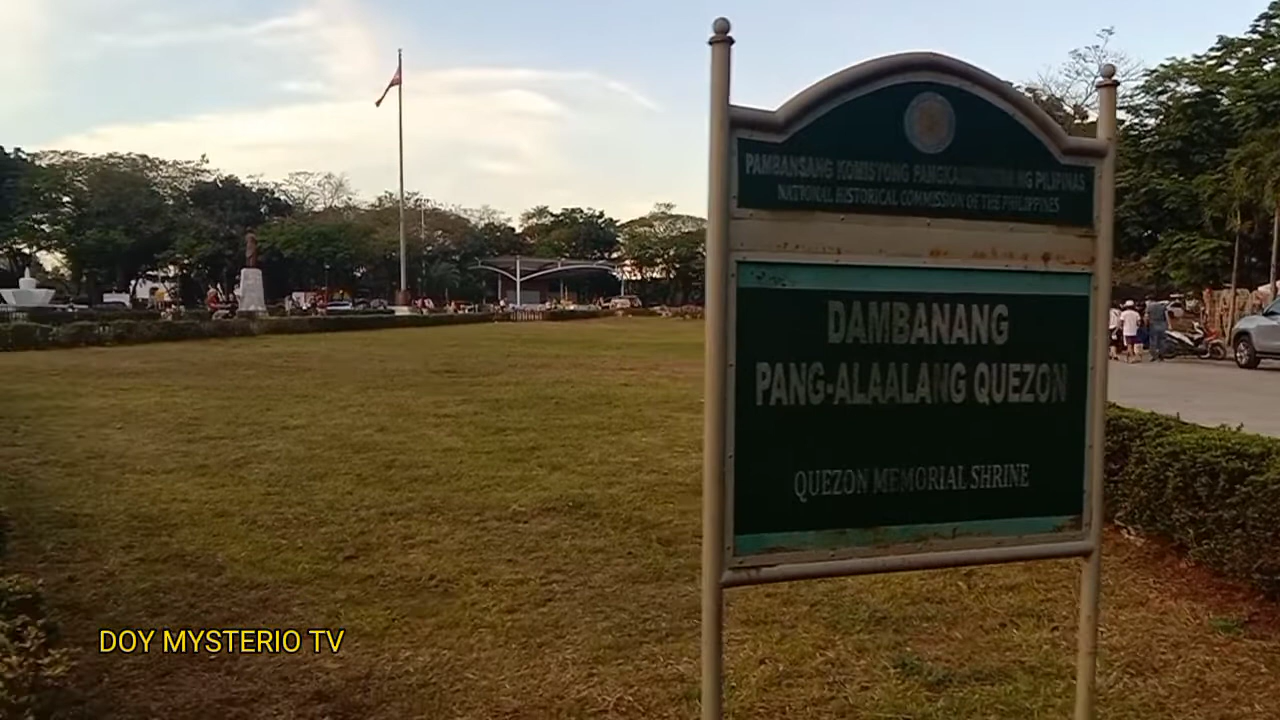 PAMBANSANG KOMISYONG PANGKASAYSAYAN NG PILIPINAS
NATIONAL HISTORICAL COMMISSION OF THE PHILIPPINES
DAMBANANG
PANG-ALAALANG QUEZON
QUEZON MEMORIAL SHRINE
DOY MYSTERIO TV